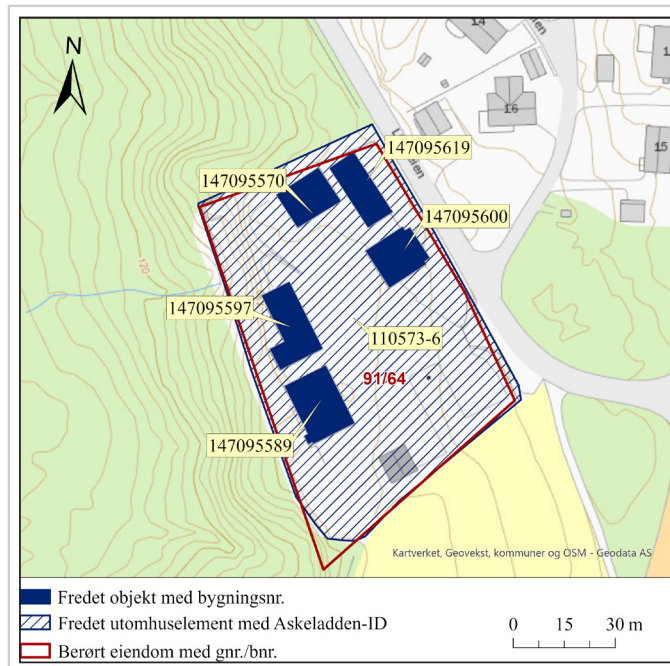 N
14
16
15
147095619
147095570
147095600
120
147095597
110573-6
91/64
147095589
Kartverket, Geovekst, kommuner og OSM - Geodata AS
Fredet objekt med bygningsnr.
Fredet utomhuselement med Askeladden-ID
0 15 30 m
Berørt eiendom med gnr./bnr.